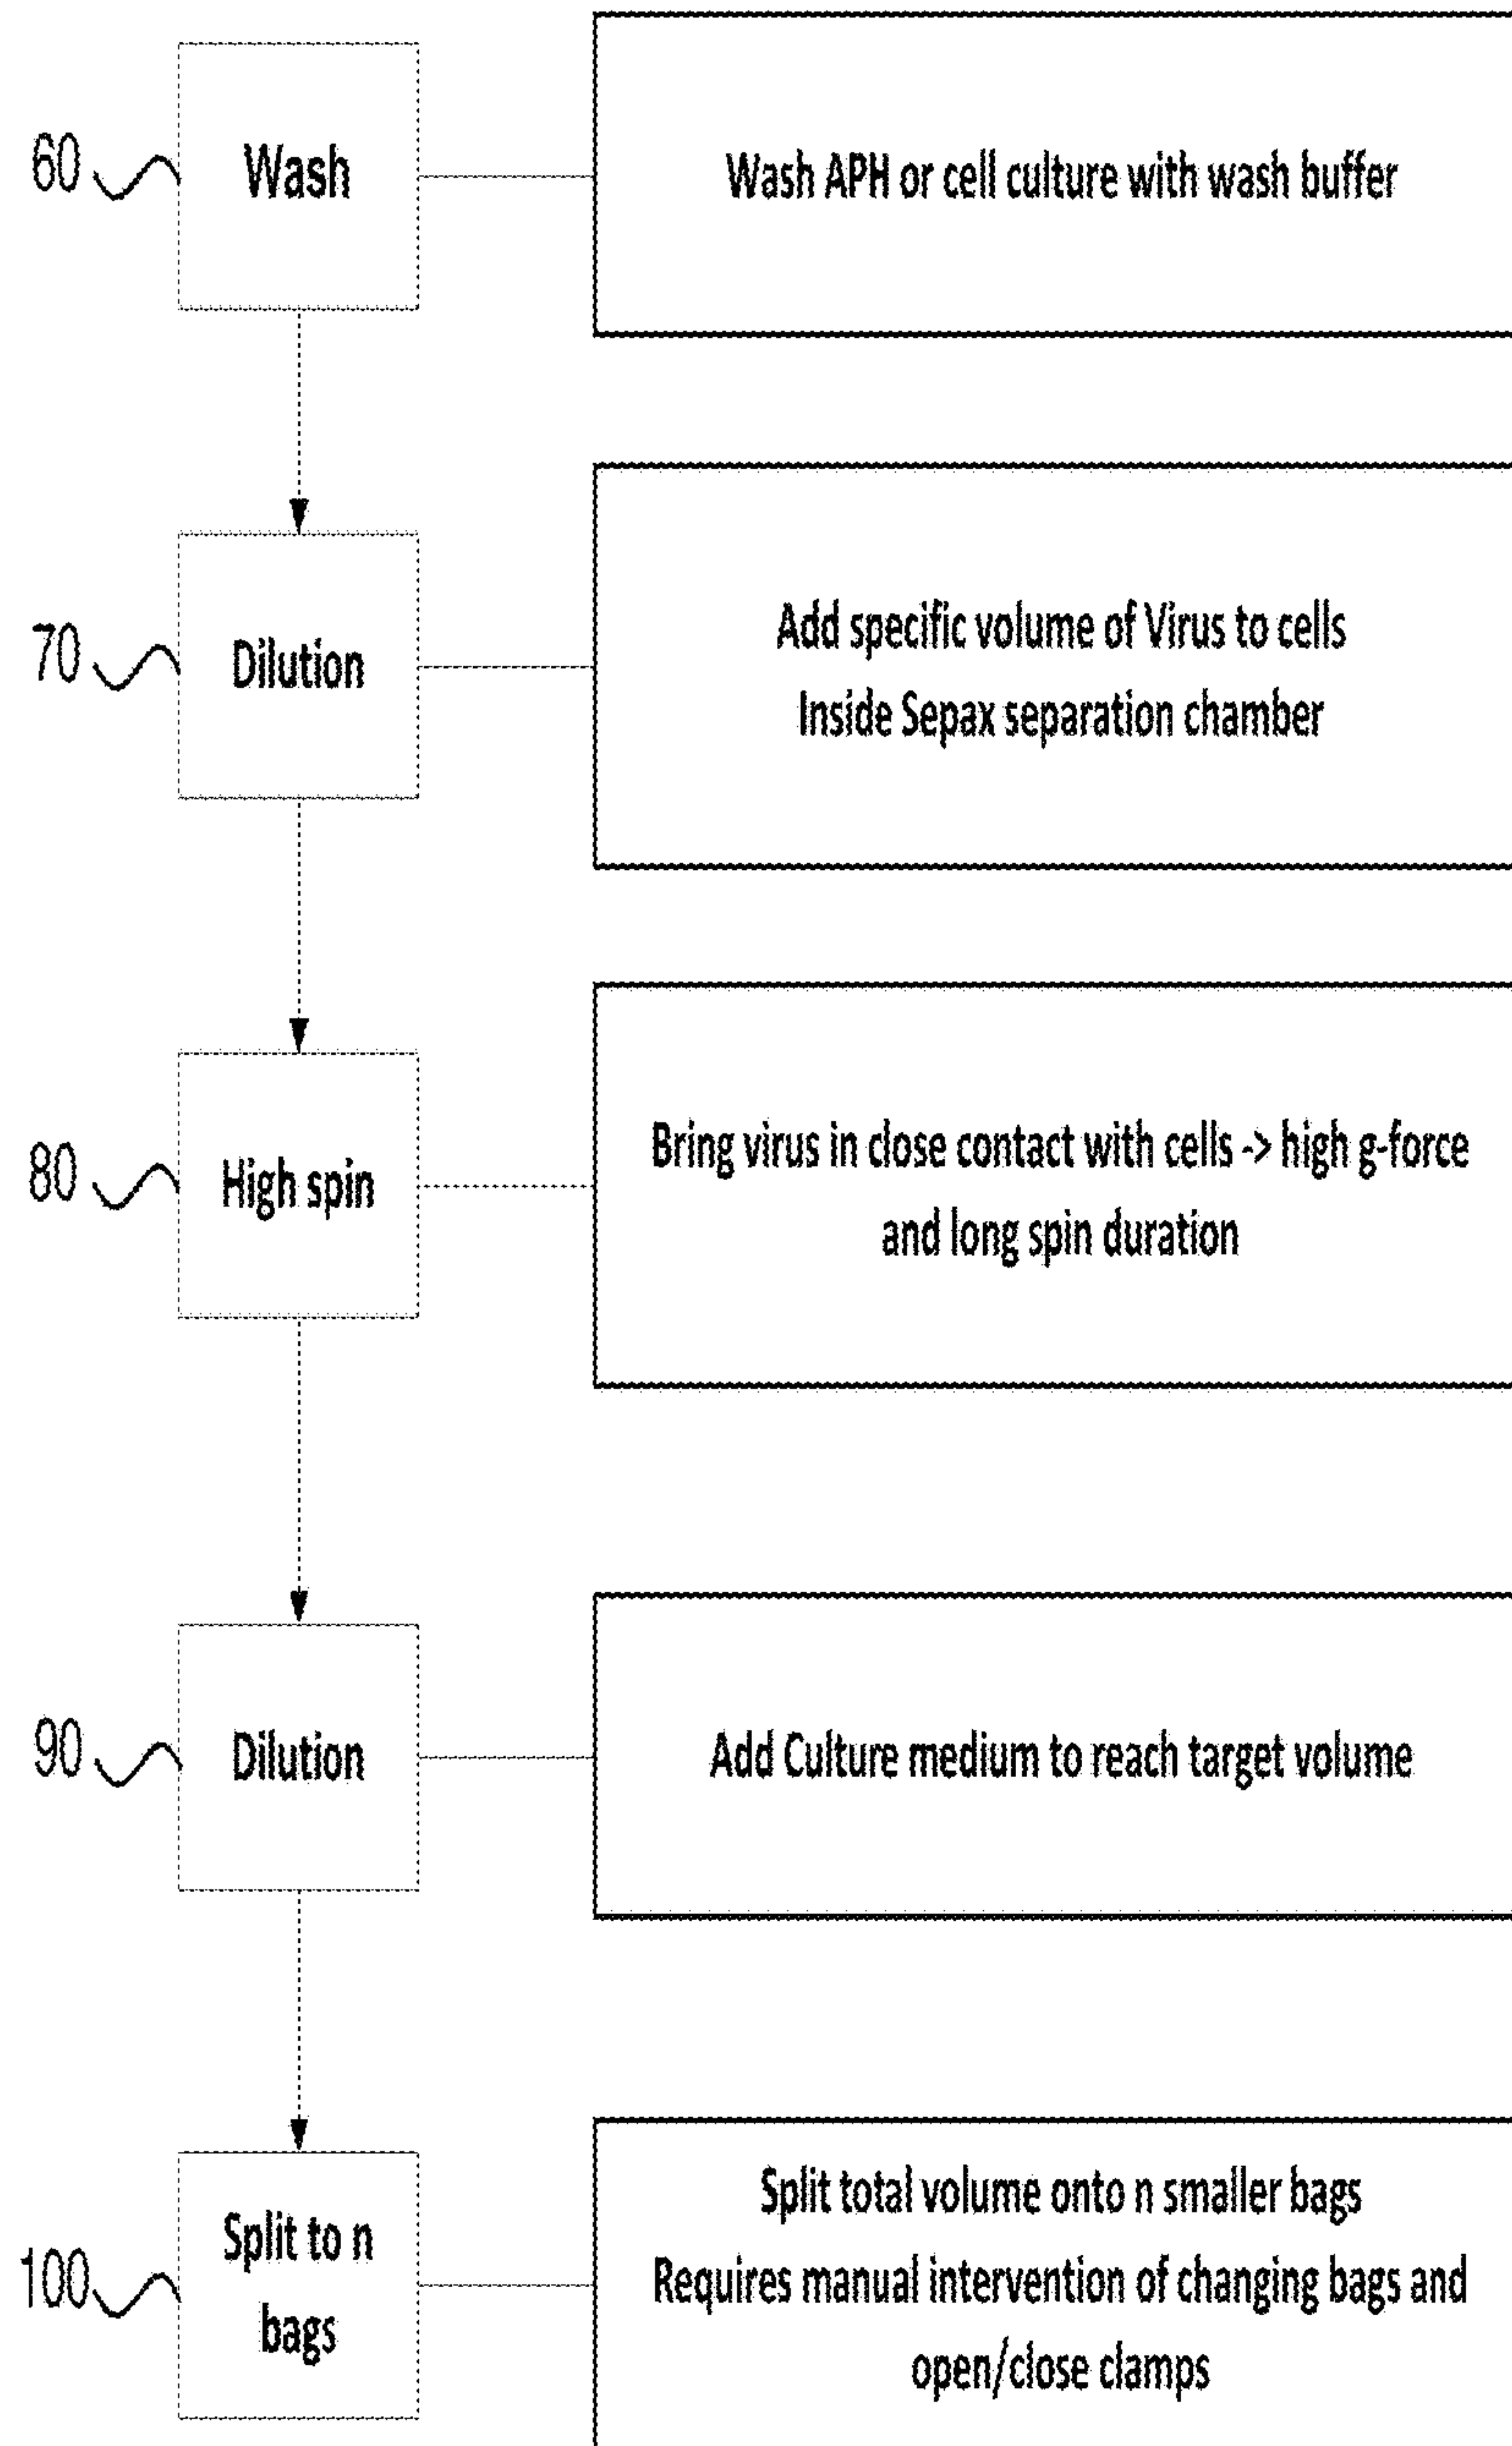 60
Wash
Wash APH or cell culture with wash buffer
70
Dilution
Add specific volume of Virus to cells
Inside Sepax separation chamber
80
High spin
Bring virus in close contact with cells -> high g-force
and long spin duration
90
Dilution
Add Culture medium to reach target volume
100
Split to n
bags
Split total volume onto n smaller bags
Requires manual intervention of changing bags and
open/close clamps